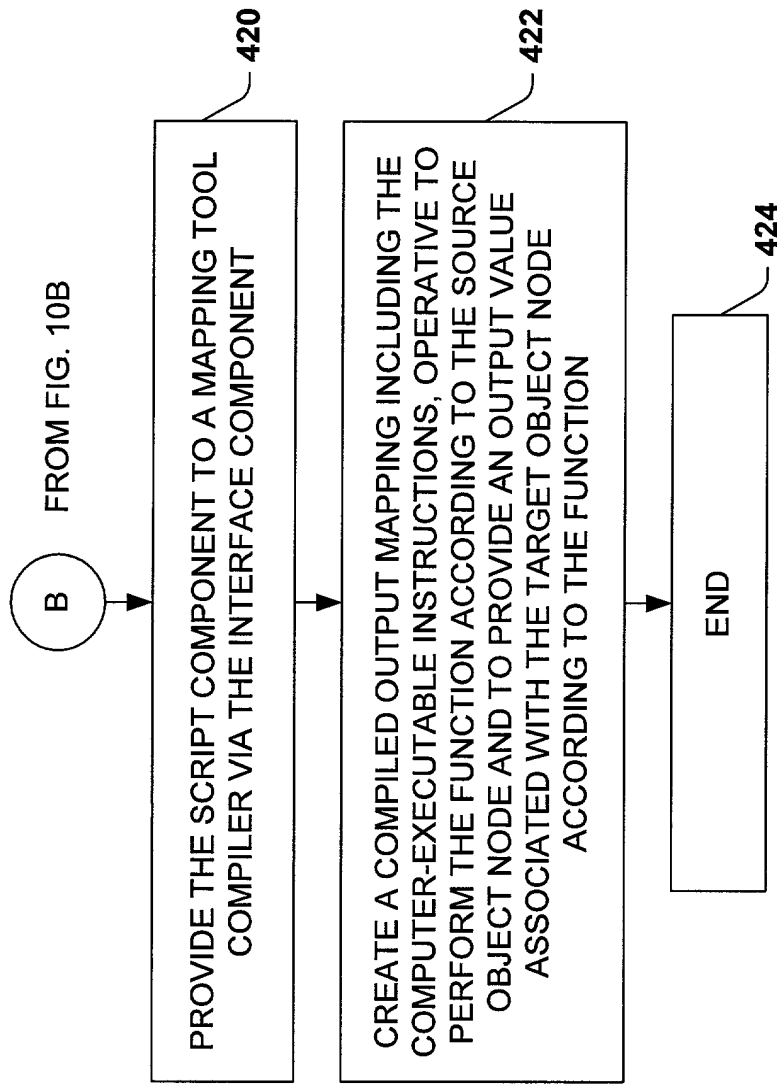 B
FROM FIG. 10B
PROVIDE THE SCRIPT COMPONENT TO A MAPPING TOOL
COMPILER VIA THE INTERFACE COMPONENT
420
CREATE A COMPILED OUTPUT MAPPING INCLUDING THE
COMPUTER-EXECUTABLE INSTRUCTIONS, OPERATIVE TO
PERFORM THE FUNCTION ACCORDING TO THE SOURCE
OBJECT NODE AND TO PROVIDE AN OUTPUT VALUE
ASSOCIATED WITH THE TARGET OBJECT NODE
ACCORDING TO THE FUNCTION
422
END
424